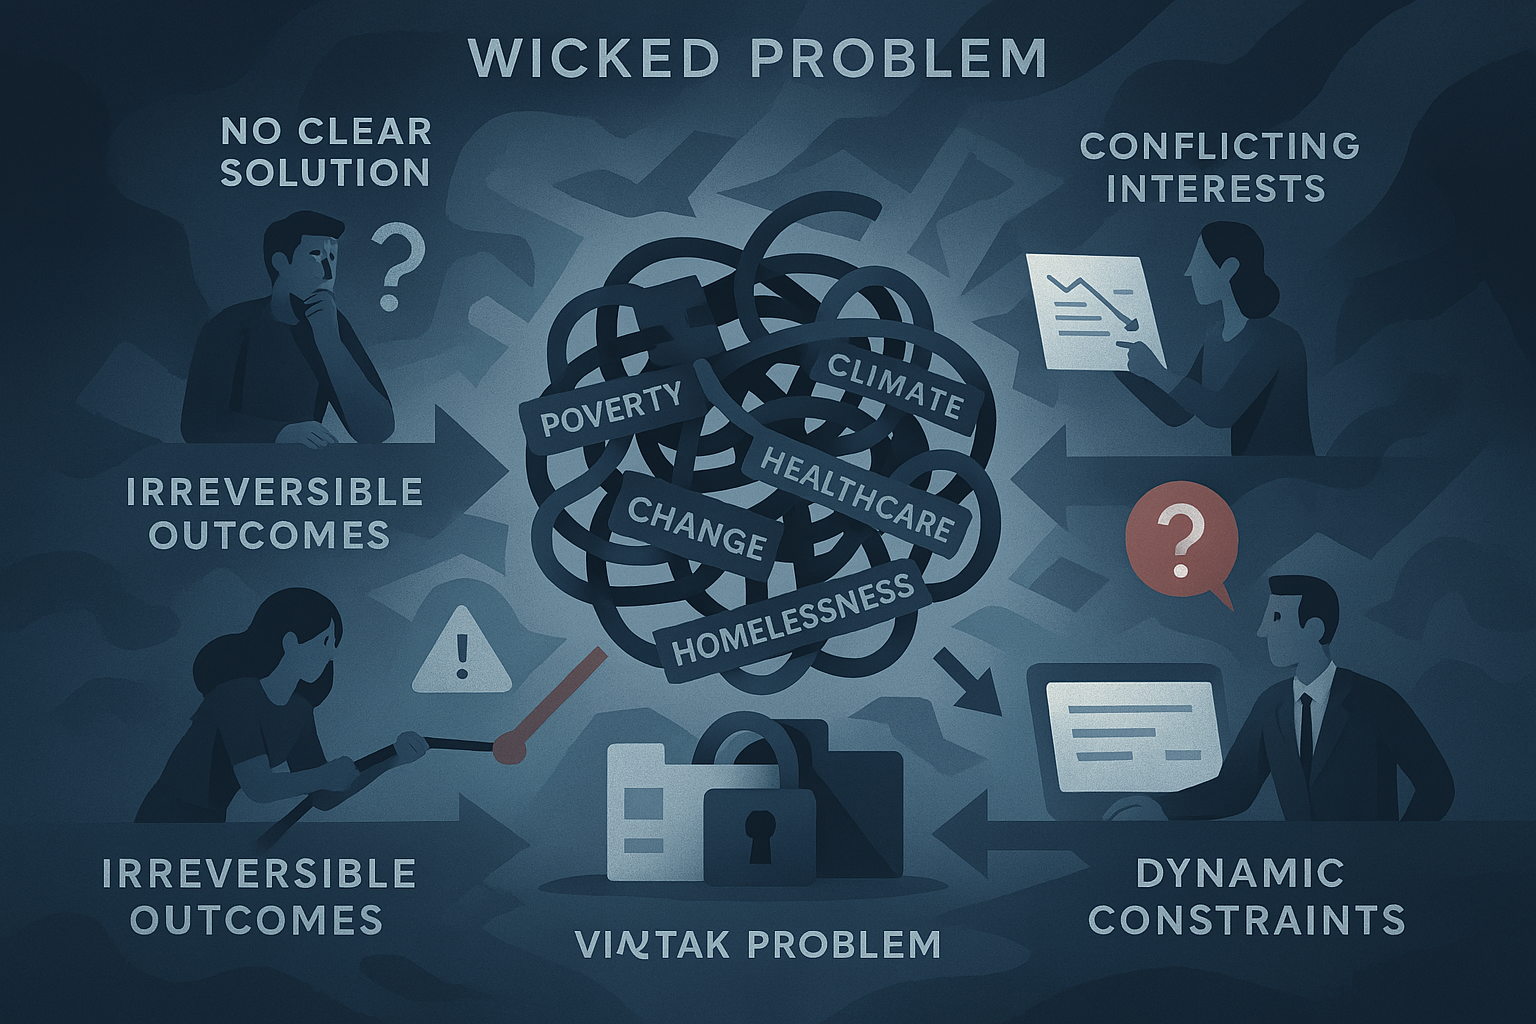 WICKED PROBLEM
NO CLEAR
SOLUTION
?
CONFLICTING
INTERESTS
POVERTY
CLIMATE
HEALTHCARE
CHANGE
HOMELESSNESS
IRREVERSIBLE
OUTCOMES
?
!
IRREVERSIBLE
OUTCOMES
DYNAMIC
CONSTRAINTS
PROBLEM